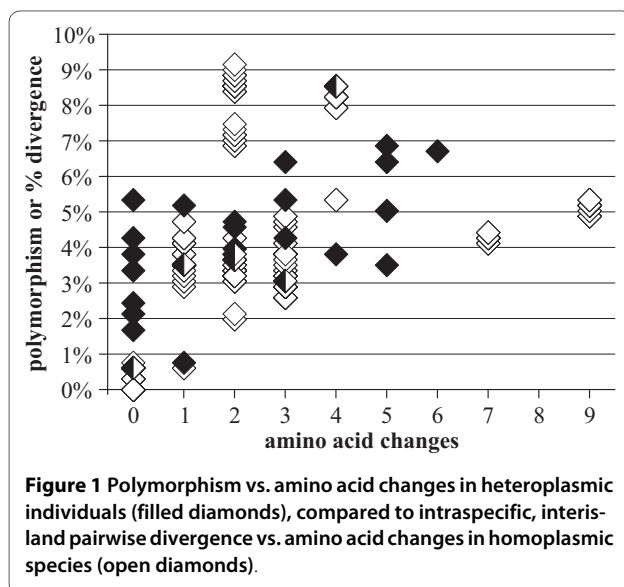 10%
9%
8%
7%
6%
5%
4%
3%
2%
1%
0%
polymorphism or % divergence
0 1 2 3 4 5 6 7 8 9
amino acid changes
Figure 1 Polymorphism vs. amino acid changes in heteroplasmic
individuals (filled diamonds), compared to intraspecific, interis-
land pairwise divergence vs. amino acid changes in homoplasmic
species (open diamonds).